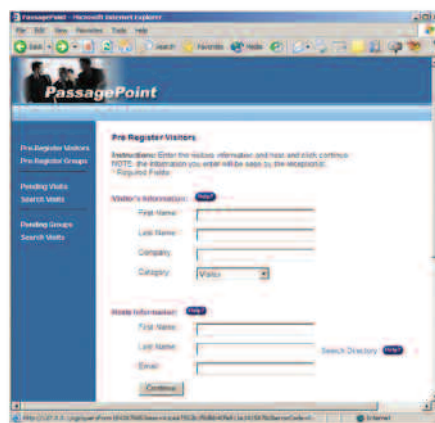 PassagePoint - Microsoft Internet Explorer
File Edit View Favorites Tools Help
Back Search Favorites Media
PassagePoint
Pre-Register Visitors
Pre-Register Groups
Pending Visits
Search Visits
Pending Groups
Search Visits
Pre Register Visitors
Instructions: Enter the visitors information and host and click continue
NOTE: the information you enter will be seen by the receptionist.
* Required Fields
Visitor's Information: Help?
First Name:
Last Name:
Company:
Category: Visitor
Hosts Information: Help?
First Name:
Last Name: Search Directory Help?
Email:
Continue
Internet